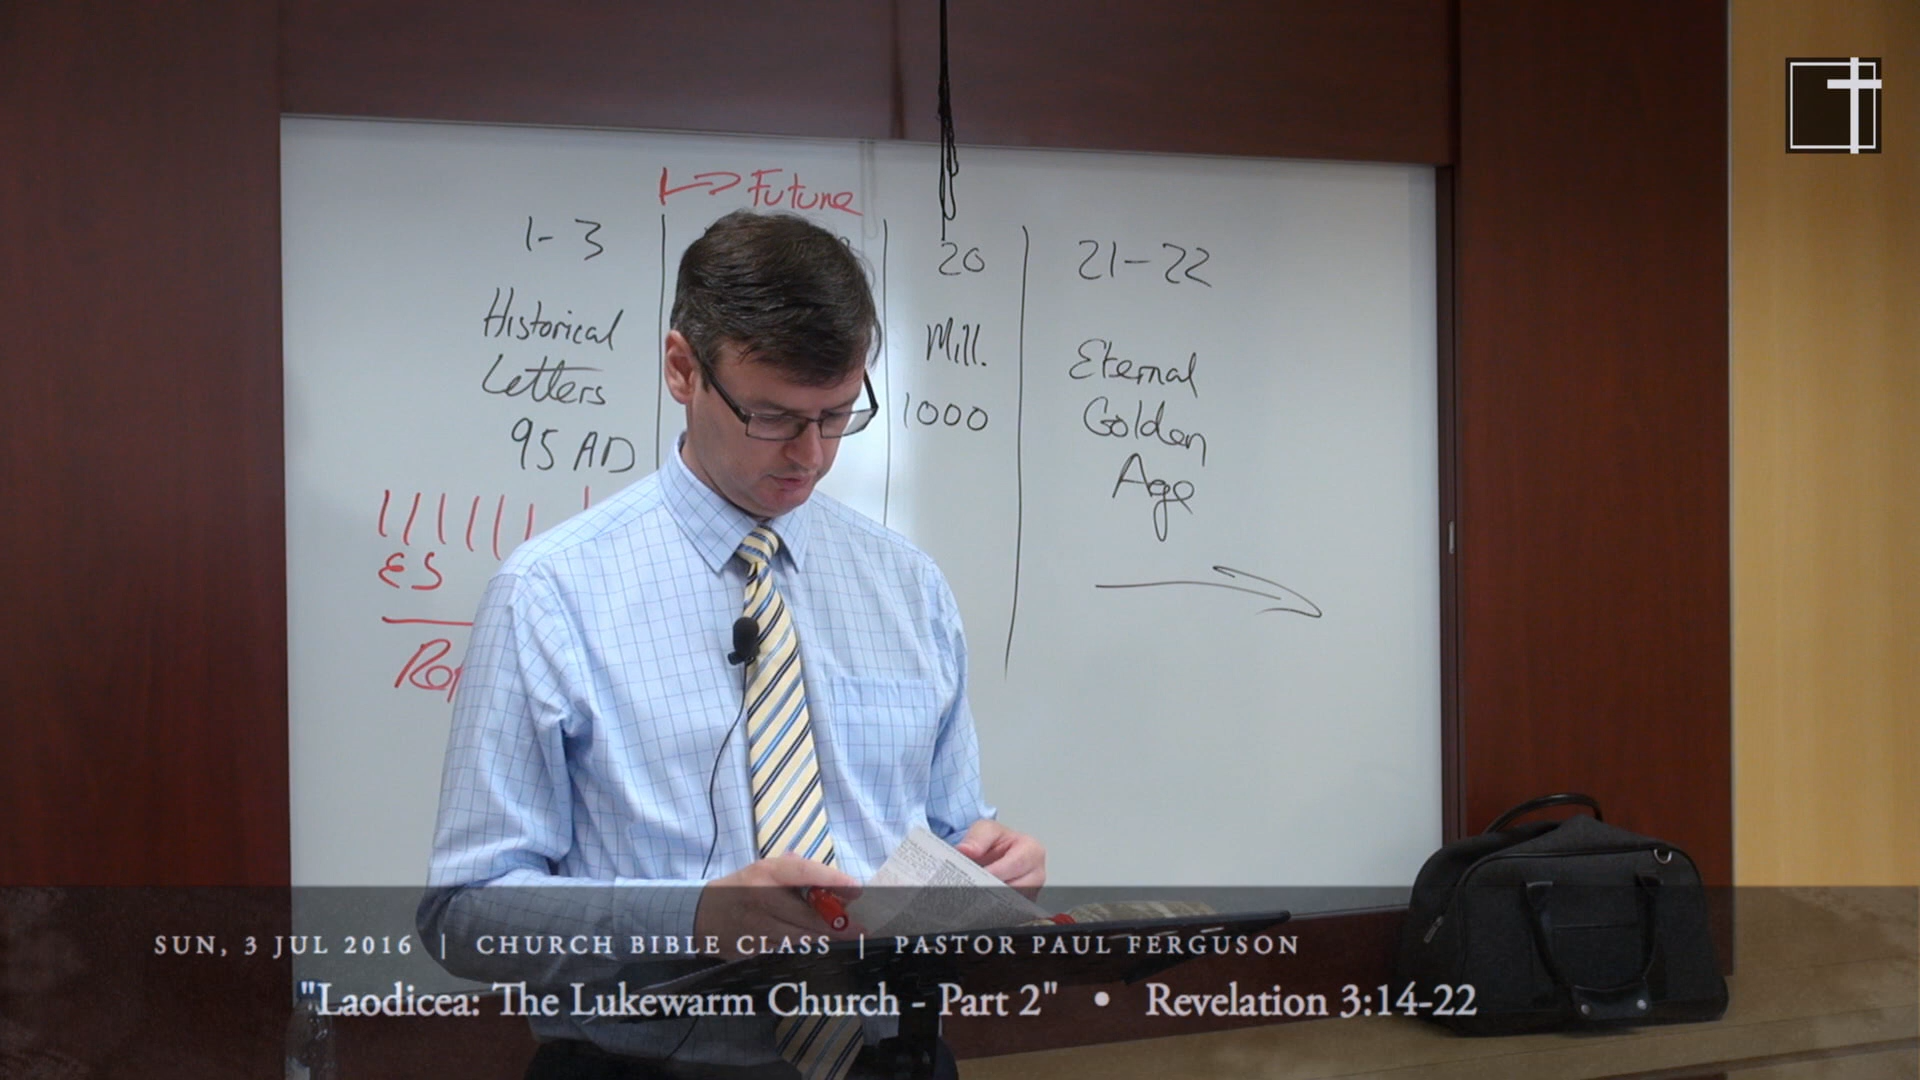 Future
1-3
20
21-22
Historical
Letters
95 AD
Mill.
1000
Eternal
Golden
Age
ES
SUN, 3 JUL 2016 | CHURCH BIBLE CLASS | PASTOR PAUL FERGUSON
"Laodicea: The Lukewarm Church - Part 2" • Revelation 3:14-22